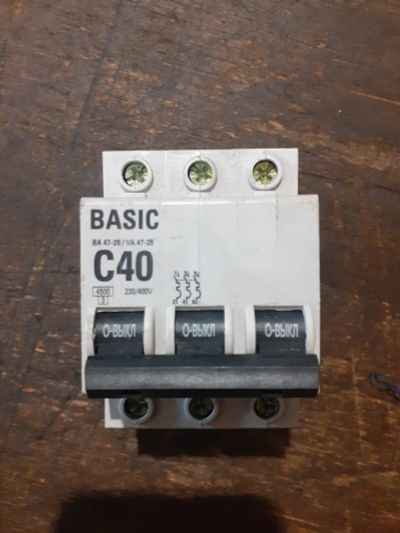 BASIC
ВА 47-29 / VA 47-29
C40
4500
3
230/400V
О-ВЫКЛ О-ВЫКЛ О-ВЫКЛ